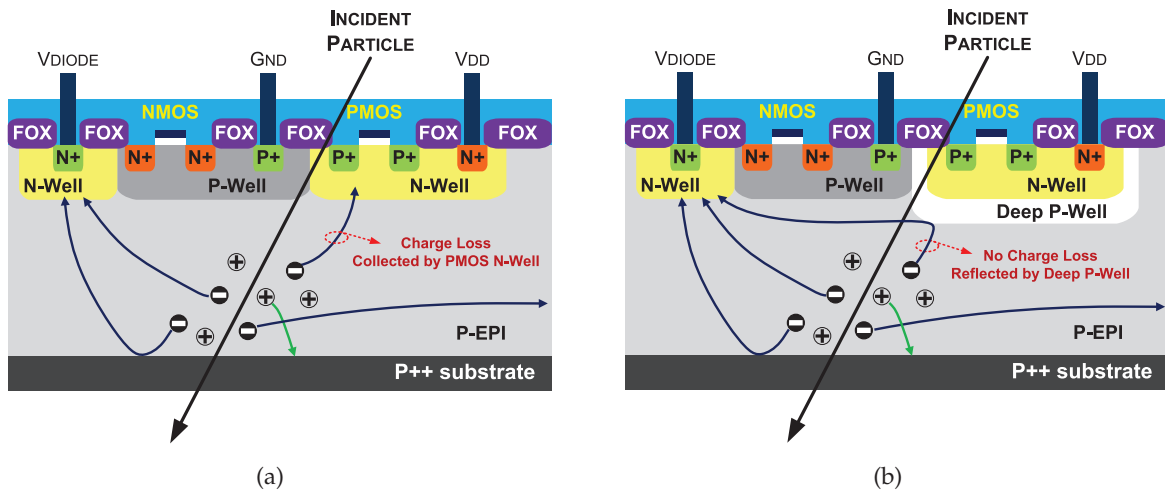 INCIDENT
PARTICLE
VDIODE
GND
VDD
NMOS
PMOS
FOX
FOX
FOX
FOX
FOX
FOX
N+
N+
N+
P+
P+
P+
N+
N-Well
P-Well
N-Well
Charge Loss
Collected by PMOS N-Well
P-EPI
P++ substrate
(a)
INCIDENT
PARTICLE
VDIODE
GND
VDD
NMOS
PMOS
FOX
FOX
FOX
FOX
FOX
FOX
N+
N+
N+
P+
P+
P+
N+
N-Well
P-Well
N-Well
Deep P-Well
No Charge Loss
Reflected by Deep P-Well
P-EPI
P++ substrate
(b)